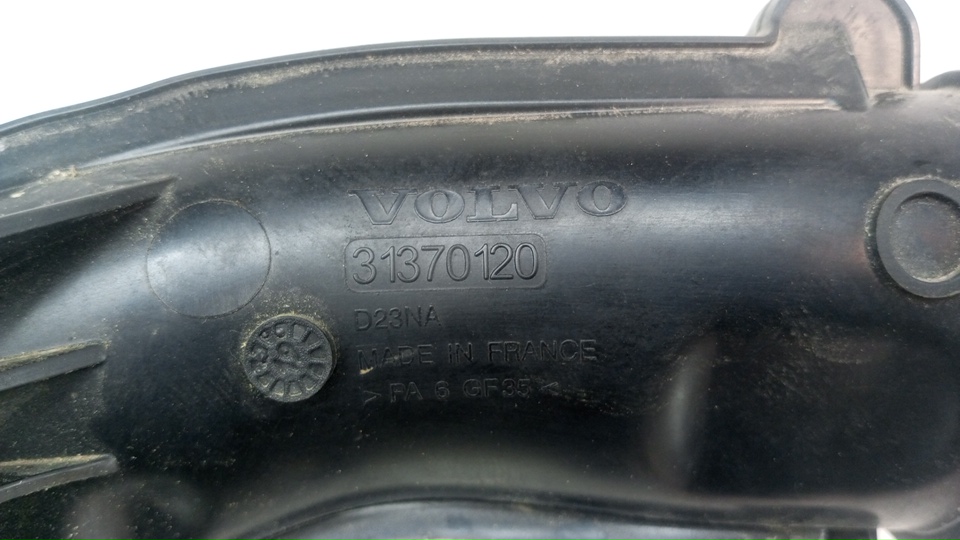 VOLVO
31370120
D23NA
MADE IN FRANCE
>PA 6 GF35<